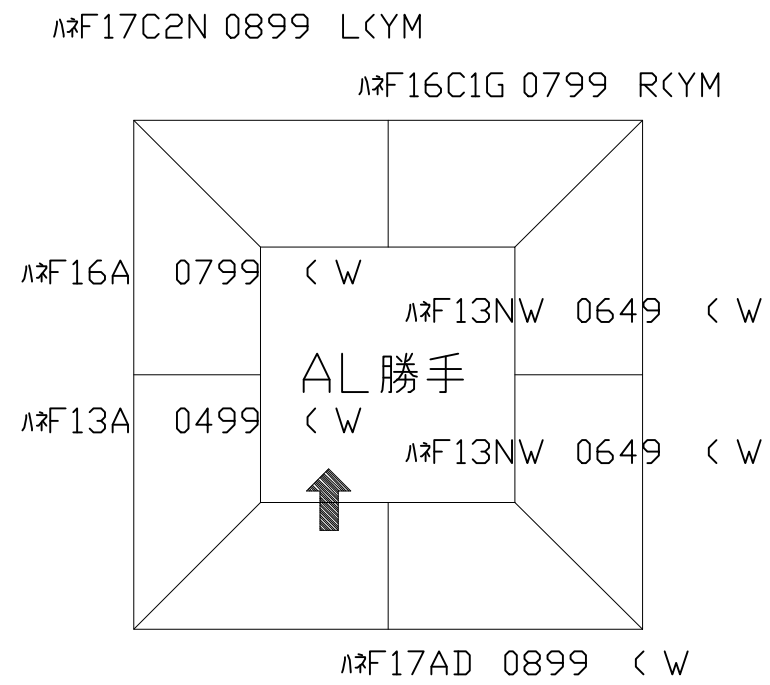 ﾊﾈF17C2N 0899 L(YM
ﾊﾈF16C1G 0799 R(YM
ﾊﾈF16A 0799 ( W
ﾊﾈF13NW 0649 ( W
AL勝手
ﾊﾈF13A 0499 ( W
ﾊﾈF13NW 0649 ( W
ﾊﾈF17AD 0899 ( W